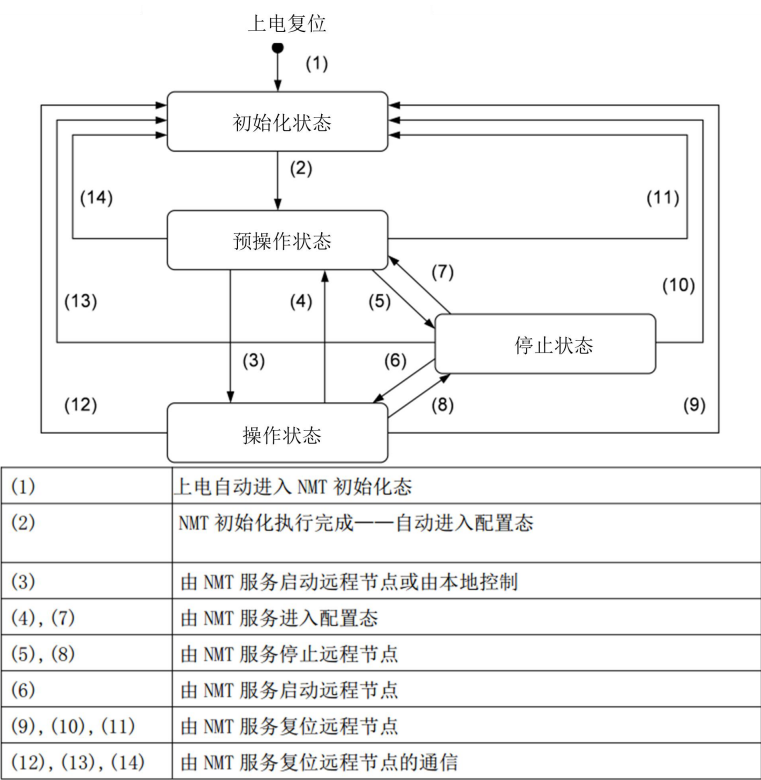 上电复位
(1)
初始化状态
(2)
(14)
(11)
预操作状态
(7)
(13)
(4)
(5)
(10)
停止状态
(3)
(6)
(12)
(8)
(9)
操作状态
(1) 上电自动进入 NMT 初始化态
(2) NMT 初始化执行完成——自动进入配置态
(3) 由 NMT 服务启动远程节点或由本地控制
(4),(7) 由 NMT 服务进入配置态
(5),(8) 由 NMT 服务停止远程节点
(6) 由 NMT 服务启动远程节点
(9),(10),(11) 由 NMT 服务复位远程节点
(12),(13),(14) 由 NMT 服务复位远程节点的通信